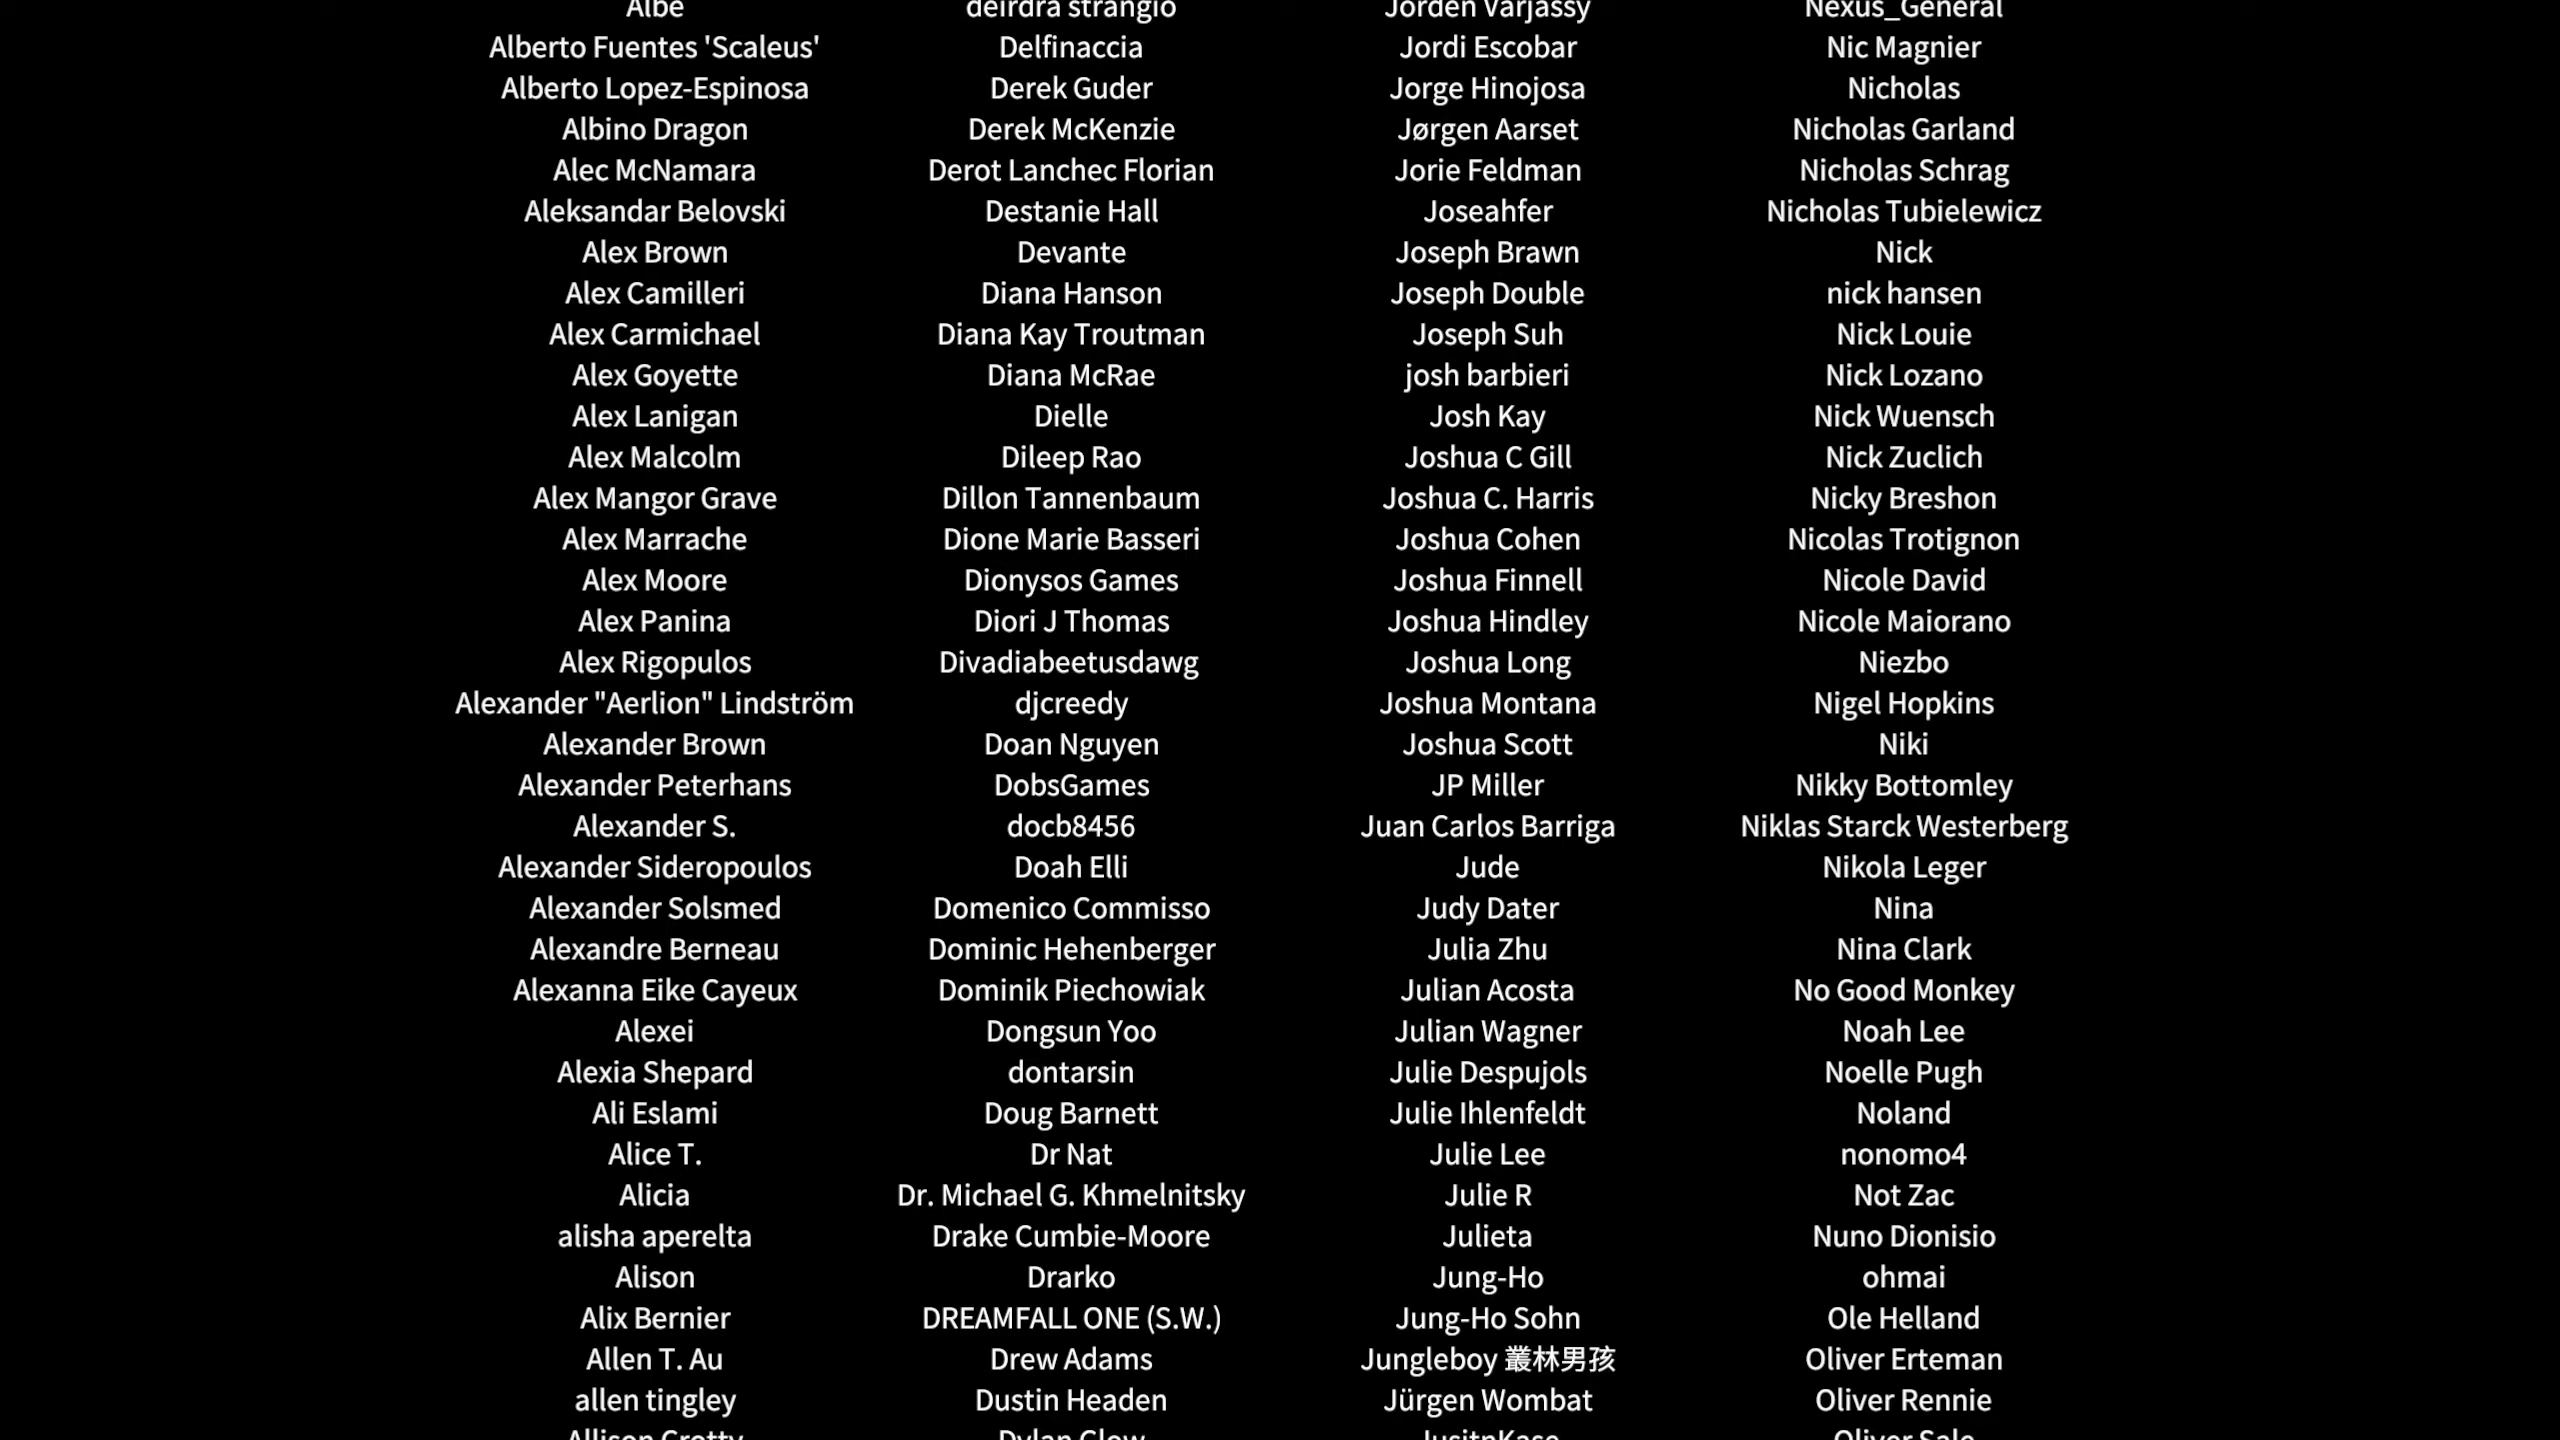 Albe
Alberto Fuentes 'Scaleus'
Alberto Lopez-Espinosa
Albino Dragon
Alec McNamara
Aleksandar Belovski
Alex Brown
Alex Camilleri
Alex Carmichael
Alex Goyette
Alex Lanigan
Alex Malcolm
Alex Mangor Grave
Alex Marrache
Alex Moore
Alex Panina
Alex Rigopulos
Alexander "Aerlion" Lindström
Alexander Brown
Alexander Peterhans
Alexander S.
Alexander Sideropoulos
Alexander Solsmed
Alexandre Berneau
Alexanna Eike Cayeux
Alexei
Alexia Shepard
Ali Eslami
Alice T.
Alicia
alisha aperelta
Alison
Alix Bernier
Allen T. Au
allen tingley
Allison Crotty
deirdra strangio
Delfinaccia
Derek Guder
Derek McKenzie
Derot Lanchec Florian
Destanie Hall
Devante
Diana Hanson
Diana Kay Troutman
Diana McRae
Dielle
Dileep Rao
Dillon Tannenbaum
Dione Marie Basseri
Dionysos Games
Diori J Thomas
Divadiabeetusdawg
djcreedy
Doan Nguyen
DobsGames
docb8456
Doah Elli
Domenico Commisso
Dominic Hehenberger
Dominik Piechowiak
Dongsun Yoo
dontarsin
Doug Barnett
Dr Nat
Dr. Michael G. Khmelnitsky
Drake Cumbie-Moore
Drarko
DREAMFALL ONE (S.W.)
Drew Adams
Dustin Headen
Dylan Glow
Jorden Varjassy
Jordi Escobar
Jorge Hinojosa
Jørgen Aarset
Jorie Feldman
Joseahfer
Joseph Brawn
Joseph Double
Joseph Suh
josh barbieri
Josh Kay
Joshua C Gill
Joshua C. Harris
Joshua Cohen
Joshua Finnell
Joshua Hindley
Joshua Long
Joshua Montana
Joshua Scott
JP Miller
Juan Carlos Barriga
Jude
Judy Dater
Julia Zhu
Julian Acosta
Julian Wagner
Julie Despujols
Julie Ihlenfeldt
Julie Lee
Julie R
Julieta
Jung-Ho
Jung-Ho Sohn
Jungleboy 叢林男孩
Jürgen Wombat
JusitnKase
Nexus_General
Nic Magnier
Nicholas
Nicholas Garland
Nicholas Schrag
Nicholas Tubielewicz
Nick
nick hansen
Nick Louie
Nick Lozano
Nick Wuensch
Nick Zuclich
Nicky Breshon
Nicolas Trotignon
Nicole David
Nicole Maiorano
Niezbo
Nigel Hopkins
Niki
Nikky Bottomley
Niklas Starck Westerberg
Nikola Leger
Nina
Nina Clark
No Good Monkey
Noah Lee
Noelle Pugh
Noland
nonomo4
Not Zac
Nuno Dionisio
ohmai
Ole Helland
Oliver Erteman
Oliver Rennie
Oliver Sale